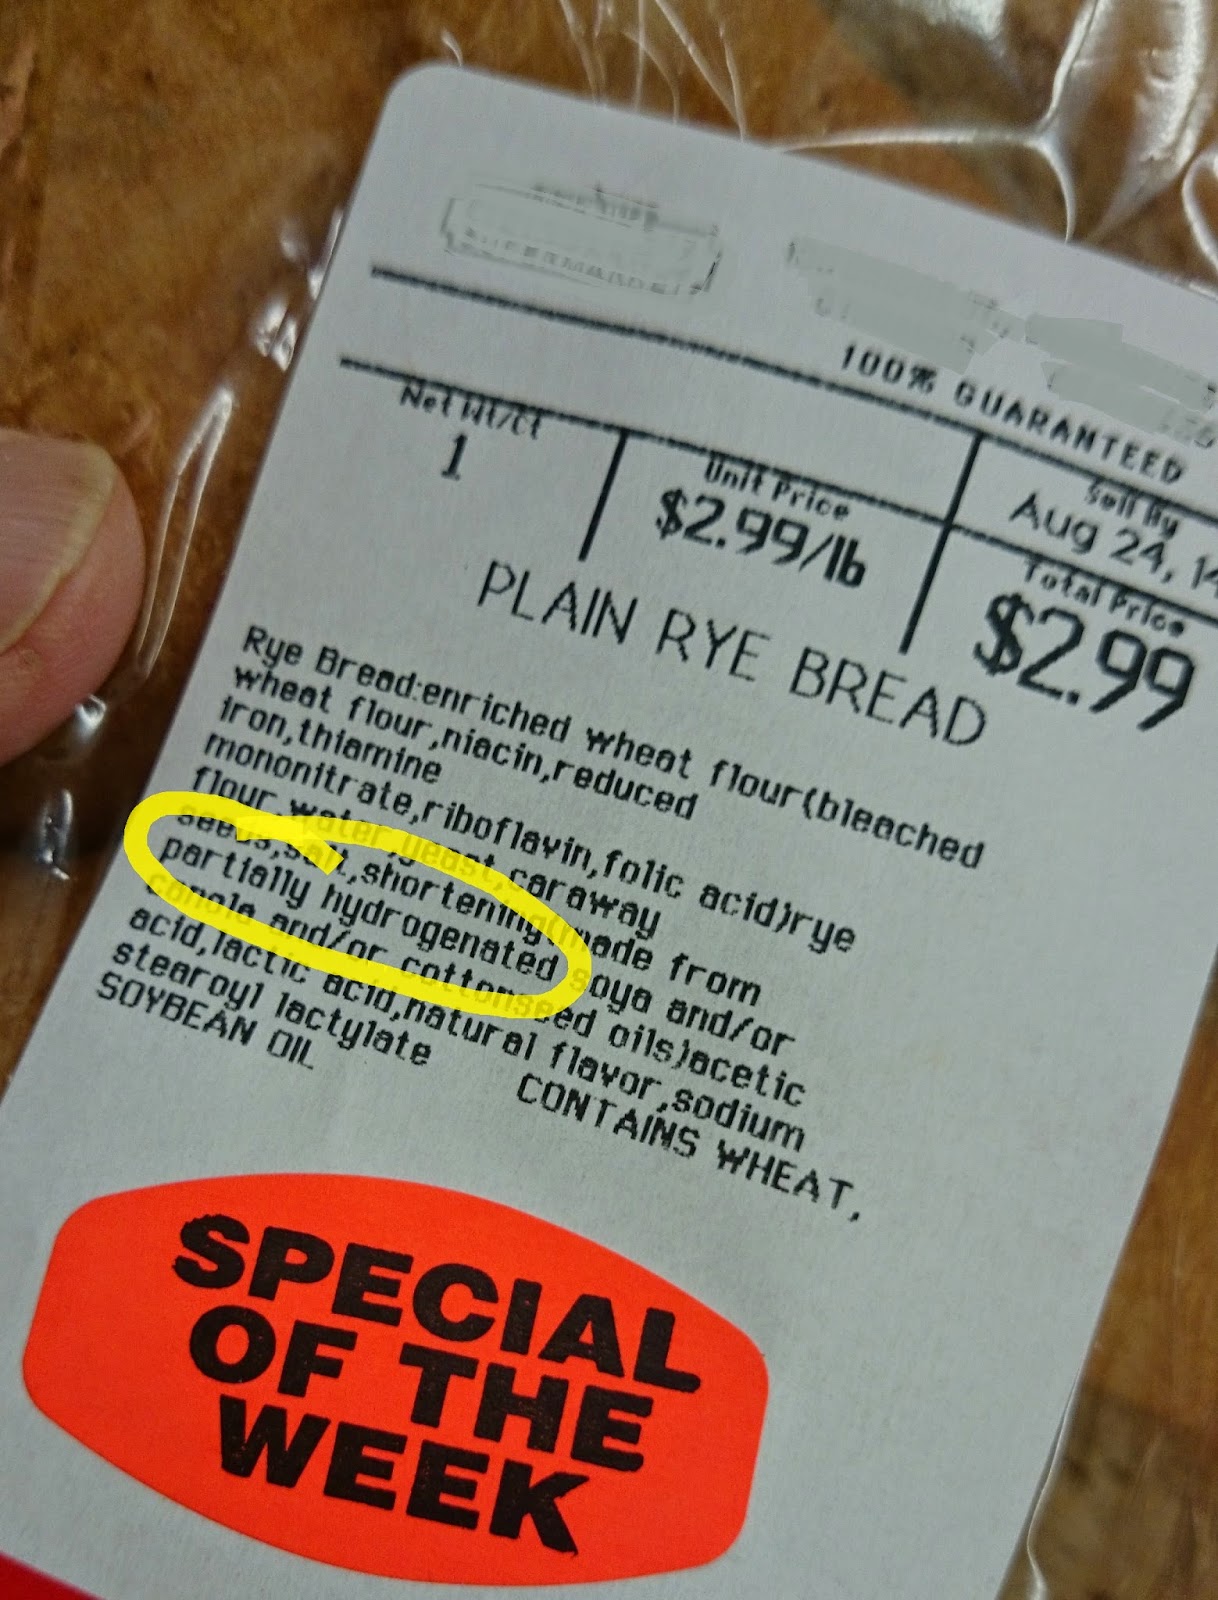 100% GUARANTEED
Net Wt/Ct
1
Unit Price
$2.99/lb
Sell By
Aug 24, 14
Total Price
$2.99
PLAIN RYE BREAD
Rye Bread:enriched wheat flour(bleached
wheat flour,niacin,reduced
iron,thiamine
mononitrate,riboflavin,folic acid)rye
flour,water,yeast,caraway
seeds,salt,shortening(made from
partially hydrogenated soya and/or
canola and/or cottonseed oils)acetic
acid,lactic acid,natural flavor,sodium
stearoyl lactylate CONTAINS WHEAT,
SOYBEAN OIL
SPECIAL
OF THE
WEEK